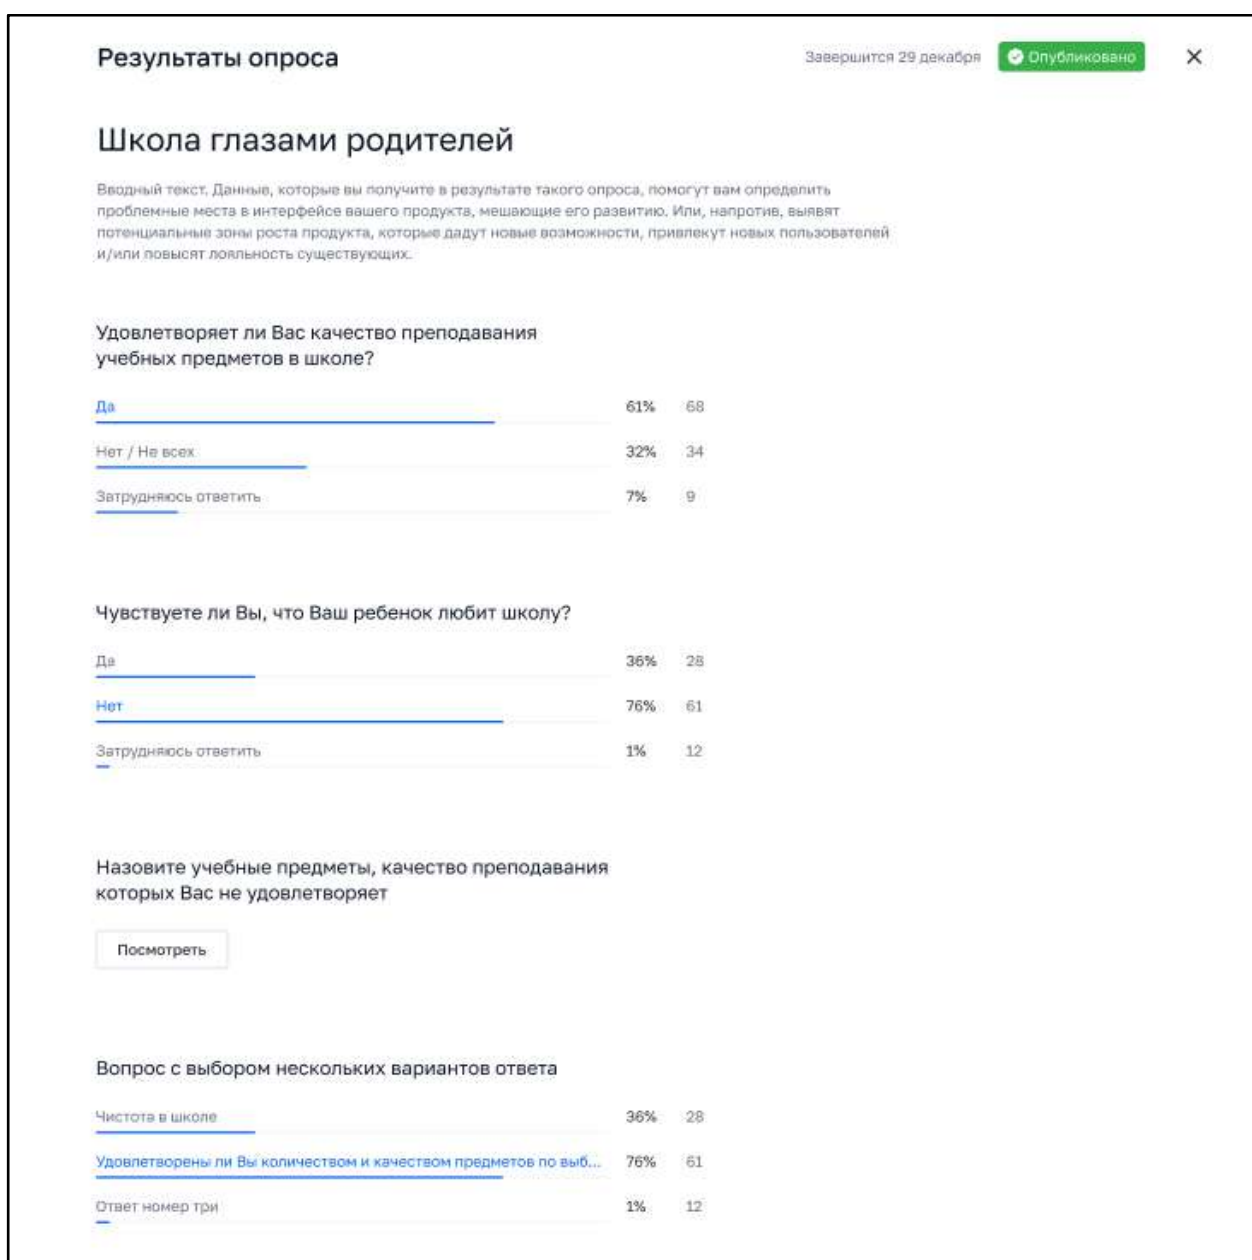 Результаты опроса
Завершится 29 декабря
Опубликовано
Школа глазами родителей
Вводный текст. Данные, которые вы получите в результате такого опроса, помогут вам определить
проблемные места в интерфейсе вашего продукта, мешающие его развитию. Или, напротив, выявят
потенциальные зоны роста продукта, которые дадут новые возможности, привлекут новых пользователей
и/или повысят лояльность существующих.
Удовлетворяет ли Вас качество преподавания
учебных предметов в школе?
Да 61% 68
Нет / Не всех 32% 34
Затрудняюсь ответить 7% 9
Чувствуете ли Вы, что Ваш ребенок любит школу?
Да 36% 28
Нет 76% 61
Затрудняюсь ответить 1% 12
Назовите учебные предметы, качество преподавания
которых Вас не удовлетворяет
Посмотреть
Вопрос с выбором нескольких вариантов ответа
Чистота в школе 36% 28
Удовлетворены ли Вы количеством и качеством предметов по выб... 76% 61
Ответ номер три 1% 12